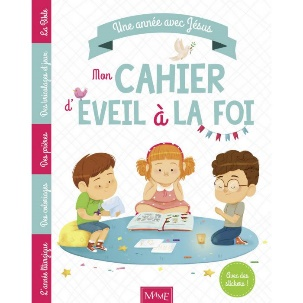 Une année avec Jésus
Mon
CAHIER
d'ÉVEIL à LA FOI
La Bible
Des bricolages et jeux
Des prières
Des coloriages
L'année liturgique
Avec des
stickers !
MAME